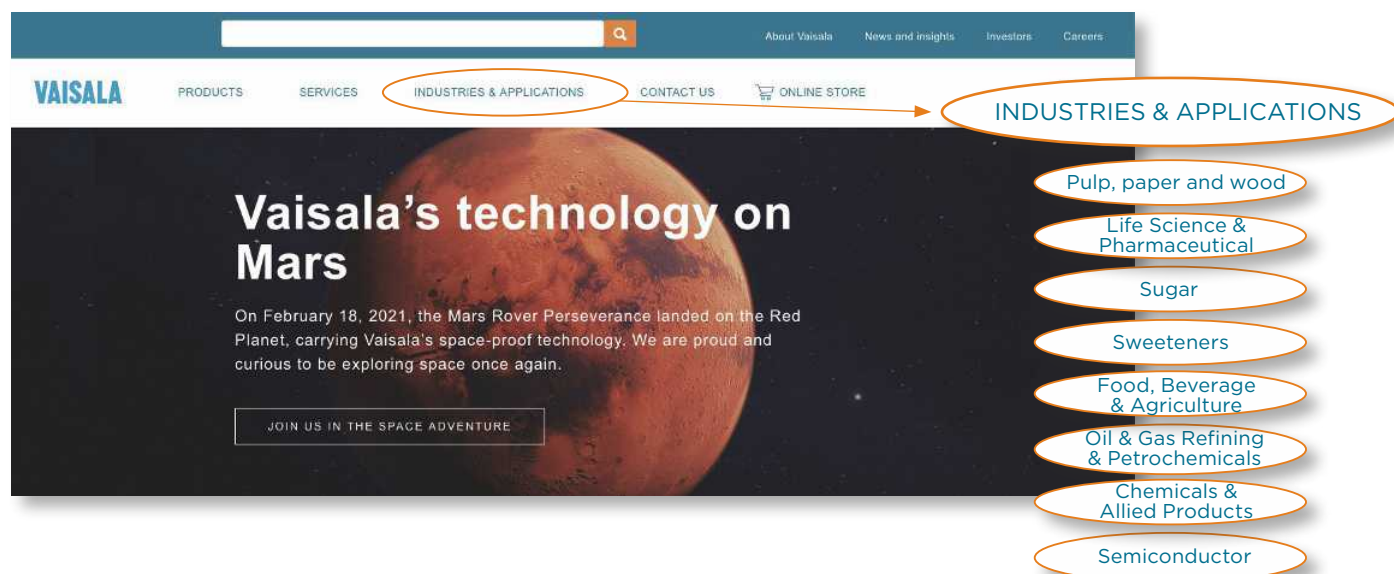 About Vaisala News and insights Investors Careers
VAISALA PRODUCTS SERVICES INDUSTRIES & APPLICATIONS CONTACT US ONLINE STORE
INDUSTRIES & APPLICATIONS
Vaisala's technology on
Mars
On February 18, 2021, the Mars Rover Perseverance landed on the Red
Planet, carrying Vaisala's space-proof technology. We are proud and
curious to be exploring space once again.
JOIN US IN THE SPACE ADVENTURE
Pulp, paper and wood
Life Science &
Pharmaceutical
Sugar
Sweeteners
Food, Beverage
& Agriculture
Oil & Gas Refining
& Petrochemicals
Chemicals &
Allied Products
Semiconductor